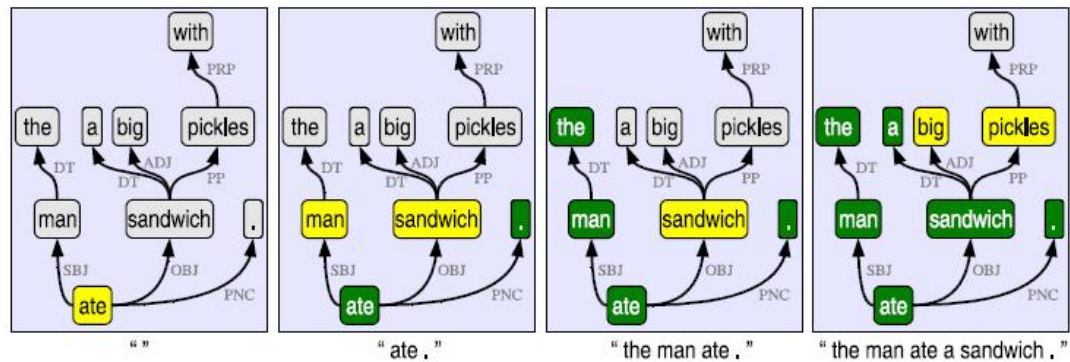 with
PRP
the a big pickles
DT DT ADJ PP
man sandwich .
SBJ OBJ PNC
ate
“ ”
with
PRP
the a big pickles
DT DT ADJ PP
man sandwich .
SBJ OBJ PNC
ate
“ ate . ”
with
PRP
the a big pickles
DT DT ADJ PP
man sandwich .
SBJ OBJ PNC
ate
“ the man ate . ”
with
PRP
the a big pickles
DT DT ADJ PP
man sandwich .
SBJ OBJ PNC
ate
“ the man ate a sandwich . ”